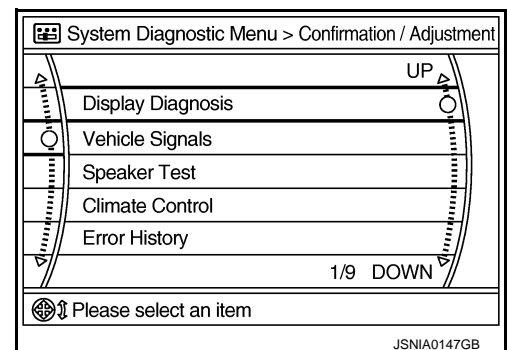 System Diagnostic Menu > Confirmation / Adjustment
UP
Display Diagnosis
Vehicle Signals
Speaker Test
Climate Control
Error History
1/9 DOWN
Please select an item
JSNIA0147GB